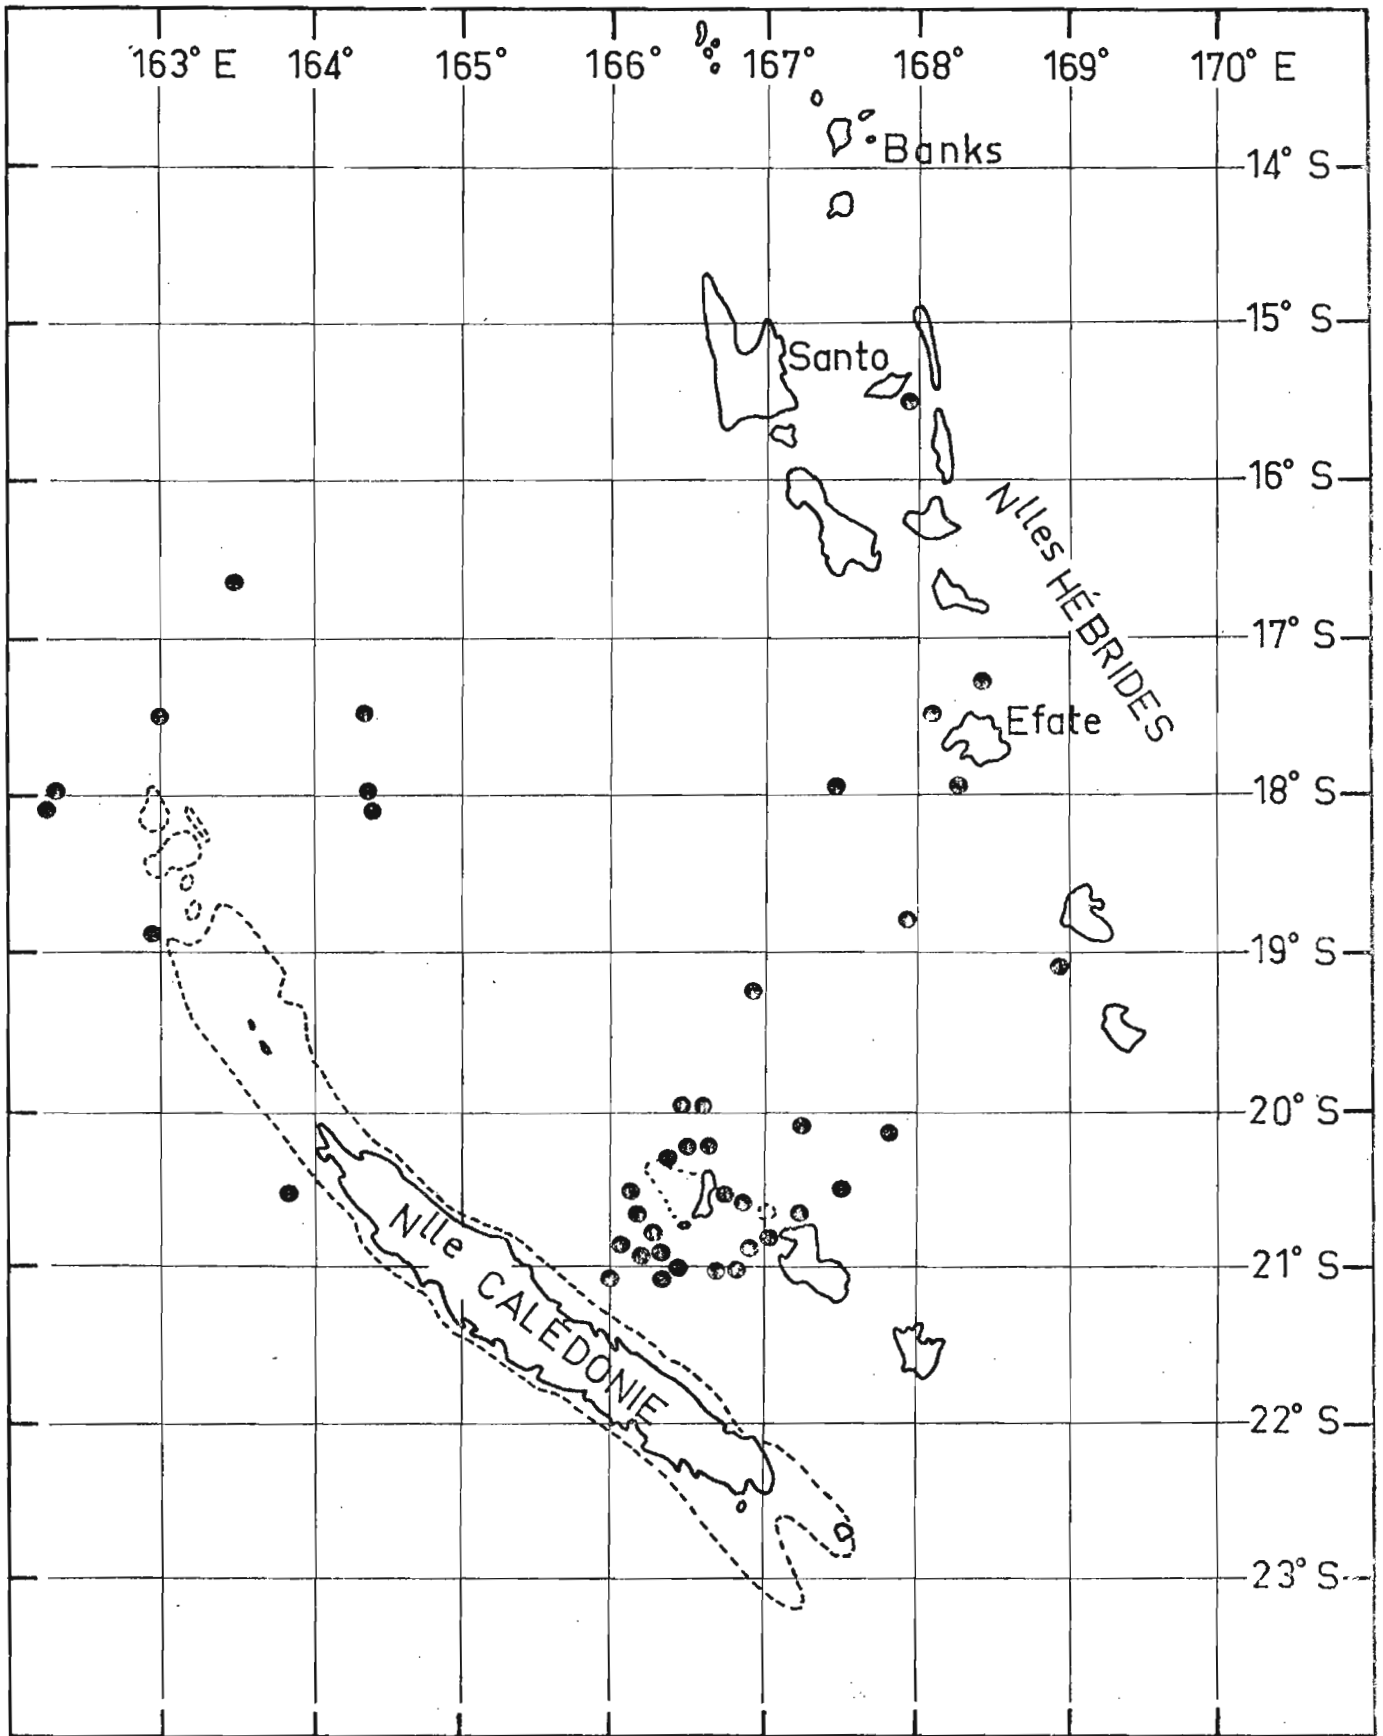 163° E 164° 165° 166° 167° 168° 169° 170° E
Banks
14° S
15° S
Santo
16° S
Nlles HÉBRIDES
17° S
Efate
18° S
19° S
20° S
Nlle CALÉDONIE
21° S
22° S
23° S